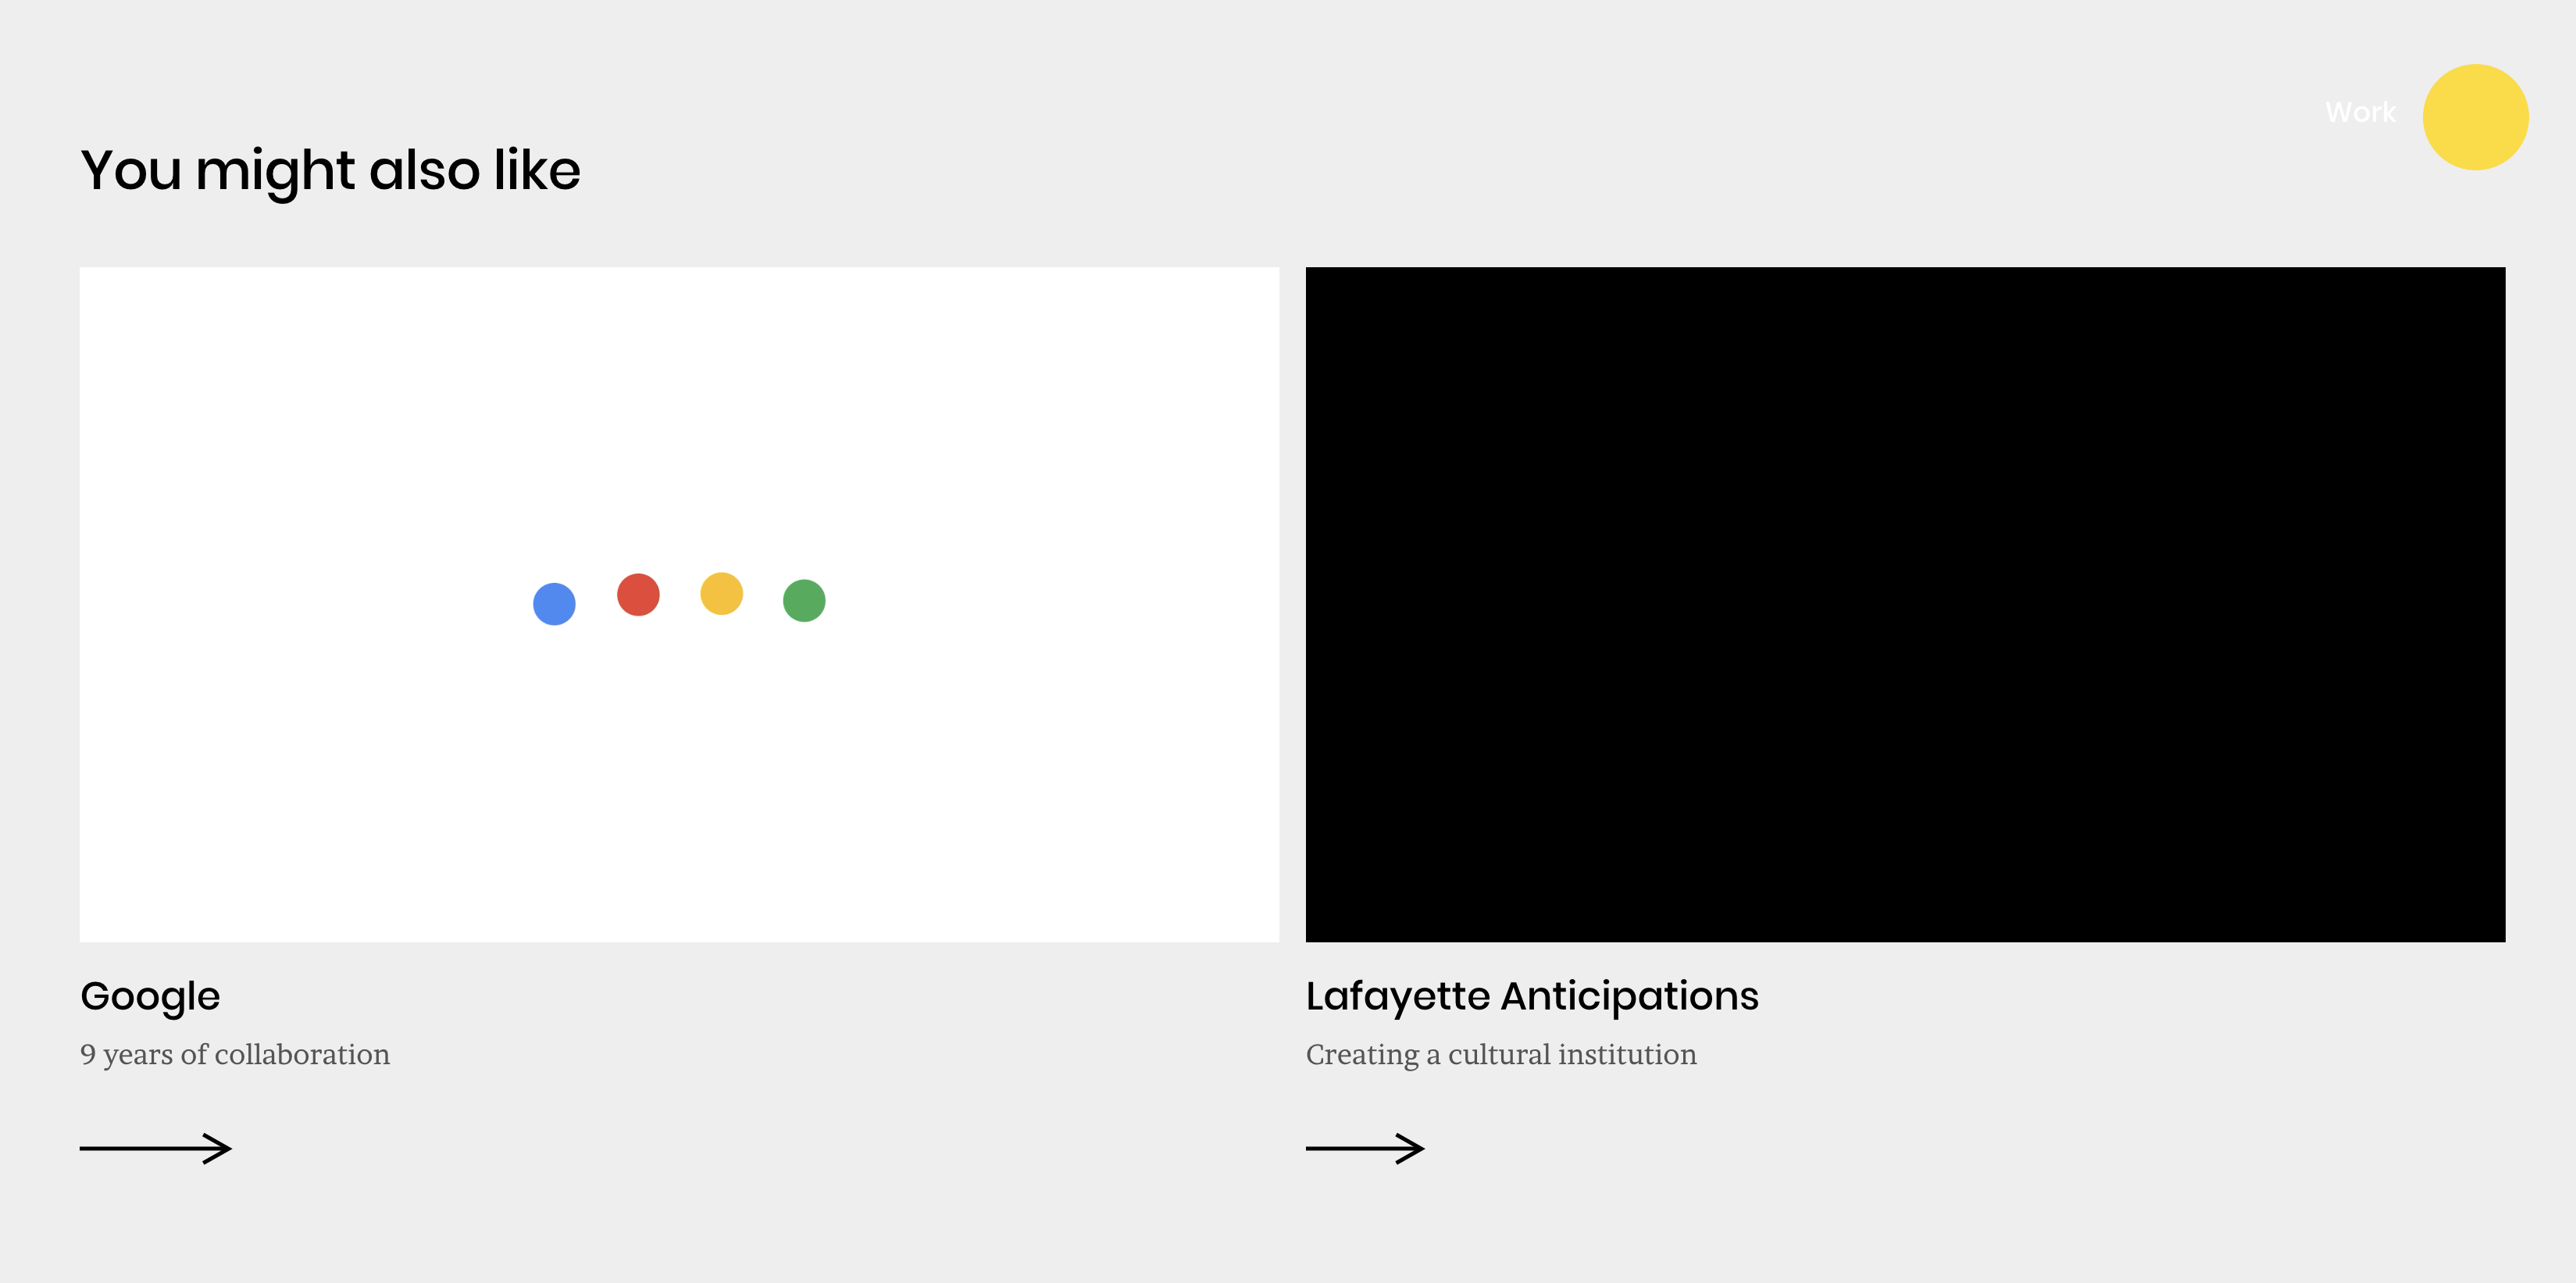 Work
You might also like
Google
9 years of collaboration
Lafayette Anticipations
Creating a cultural institution